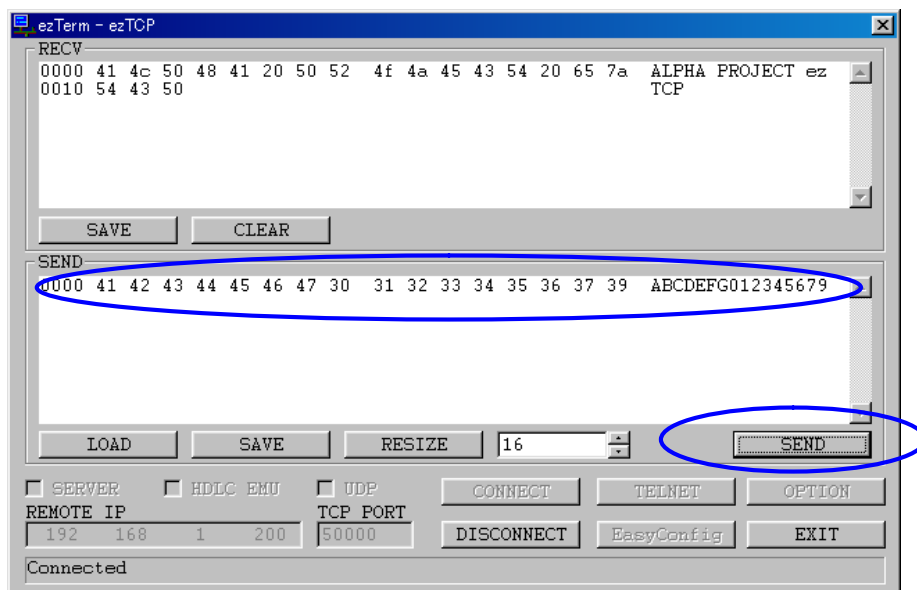 ezTerm - ezTCP
RECV
0000 41 4c 50 48 41 20 50 52 4f 4a 45 43 54 20 65 7a ALPHA PROJECT ez
0010 54 43 50 TCP
SAVE CLEAR
SEND
0000 41 42 43 44 45 46 47 30 31 32 33 34 35 36 37 39 ABCDEFG012345679
LOAD SAVE RESIZE 16 SEND
SERVER HDLC EMU UDP CONNECT TELNET OPTION
REMOTE IP TCP PORT
192 168 1 200 50000 DISCONNECT EasyConfig EXIT
Connected